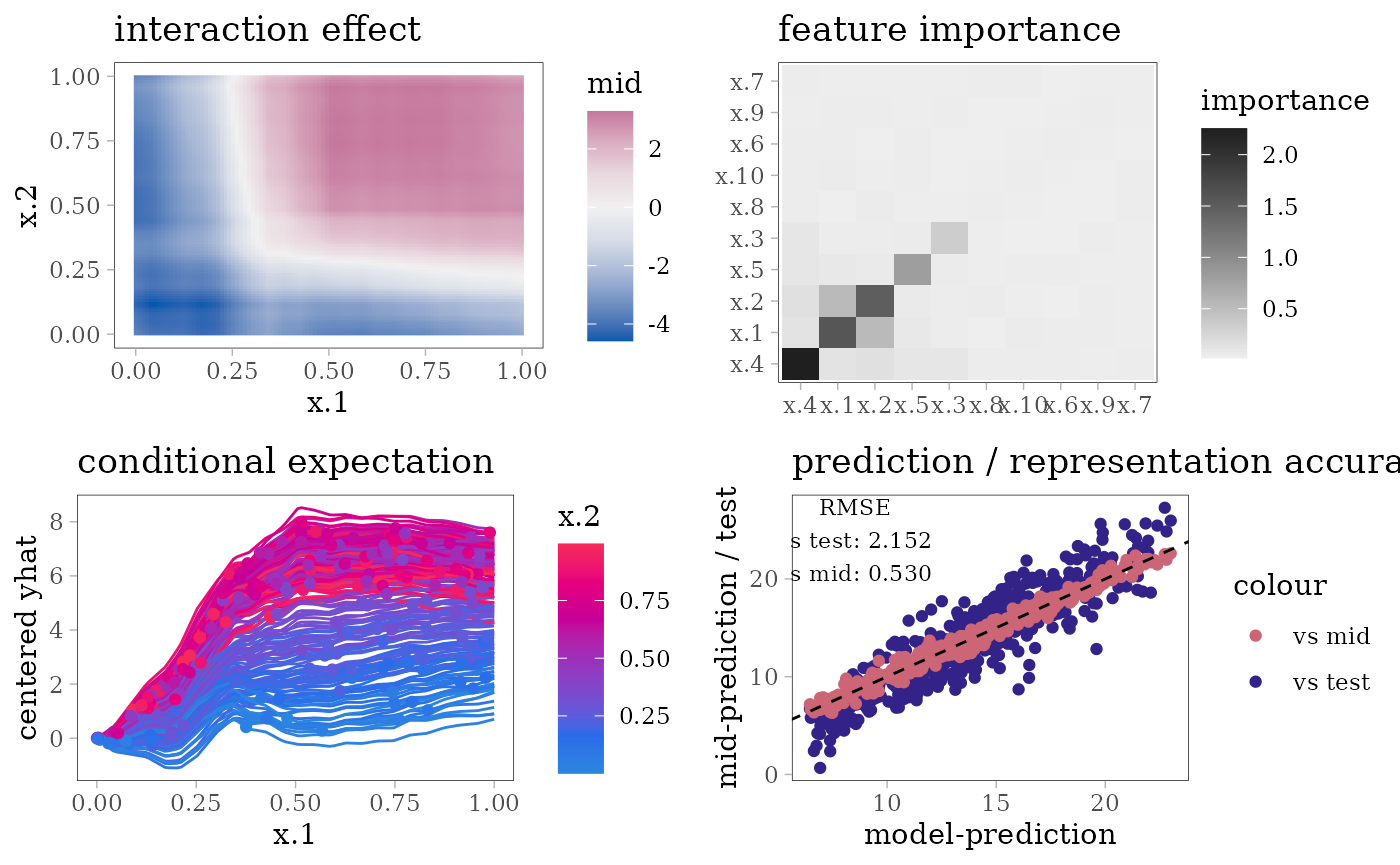 interaction effect
mid
1.00
0.75
0.50
0.25
0.00
x.2
2
0
-2
-4
0.00 0.25 0.50 0.75 1.00
x.1
feature importance
importance
x.7
x.9
x.6
x.10
x.8
x.3
x.5
x.2
x.1
x.4
2.0
1.5
1.0
0.5
x.4 x.1 x.2 x.5 x.3 x.8 x.10 x.6 x.9 x.7
conditional expectation
x.2
8
6
4
2
0
centered yhat
0.75
0.50
0.25
0.00 0.25 0.50 0.75 1.00
x.1
prediction / representation accura
RMSE
s test: 2.152
s mid: 0.530
mid-prediction / test
20
10
0
colour
vs mid
vs test
10 15 20
model-prediction